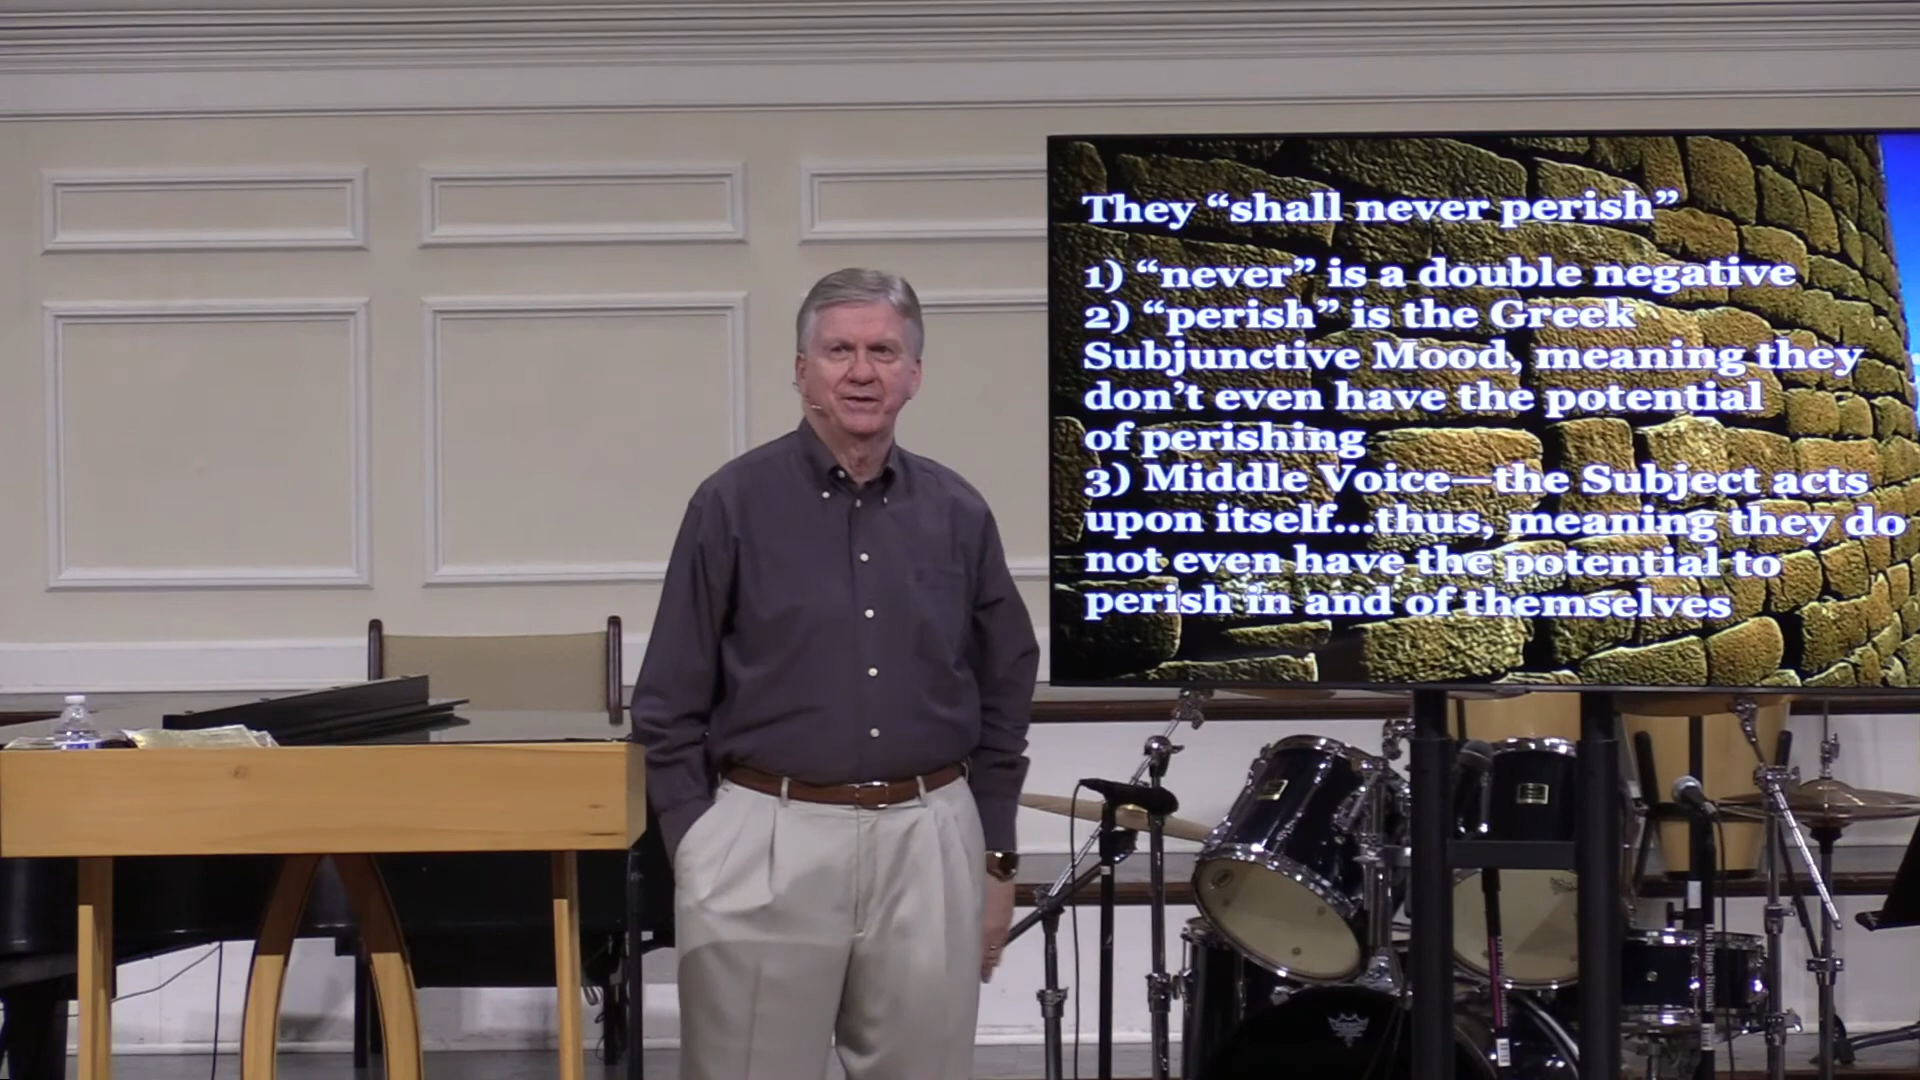 They “shall never perish”
1) “never” is a double negative
2) “perish” is the Greek
Subjunctive Mood, meaning they
don’t even have the potential
of perishing
3) Middle Voice—the Subject acts
upon itself...thus, meaning they do
not even have the potential to
perish in and of themselves